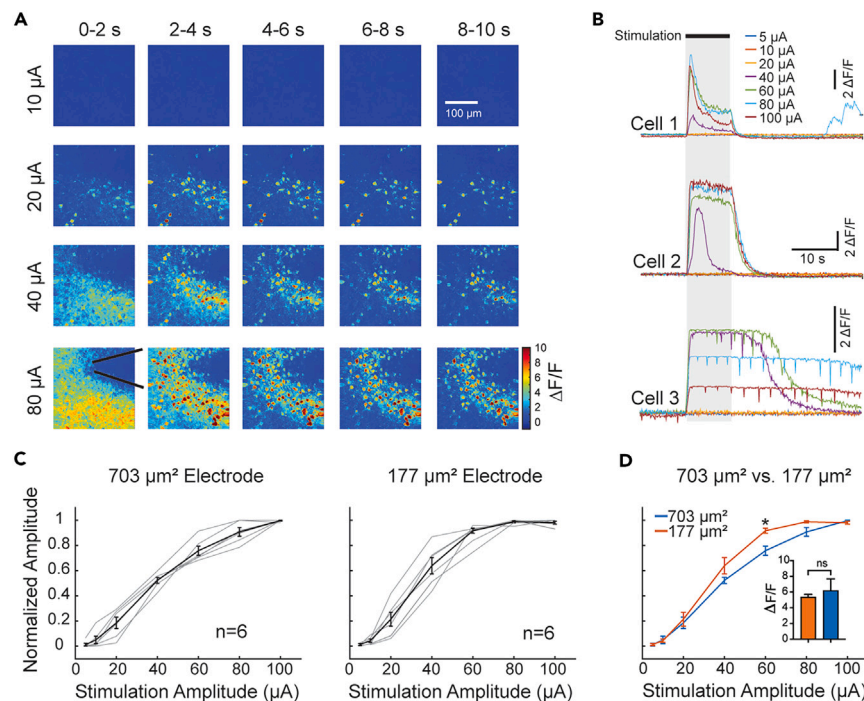 A
0-2 s 2-4 s 4-6 s 6-8 s 8-10 s
10 µA
100 µm
20 µA
40 µA
80 µA
10
8
6
4
2
0
ΔF/F
B
Stimulation
5 µA
10 µA
20 µA
40 µA
60 µA
80 µA
100 µA
2 ΔF/F
Cell 1
Cell 2
10 s
2 ΔF/F
2 ΔF/F
Cell 3
C
703 µm² Electrode
Normalized Amplitude
1
0.8
0.6
0.4
0.2
0
n=6
0 20 40 60 80 100
Stimulation Amplitude (µA)
177 µm² Electrode
n=6
0 20 40 60 80 100
Stimulation Amplitude (µA)
D
703 µm² vs. 177 µm²
703 µm²
177 µm²
*
ns
ΔF/F
10
8
6
4
2
0
0 20 40 60 80 100
Stimulation Amplitude (µA)